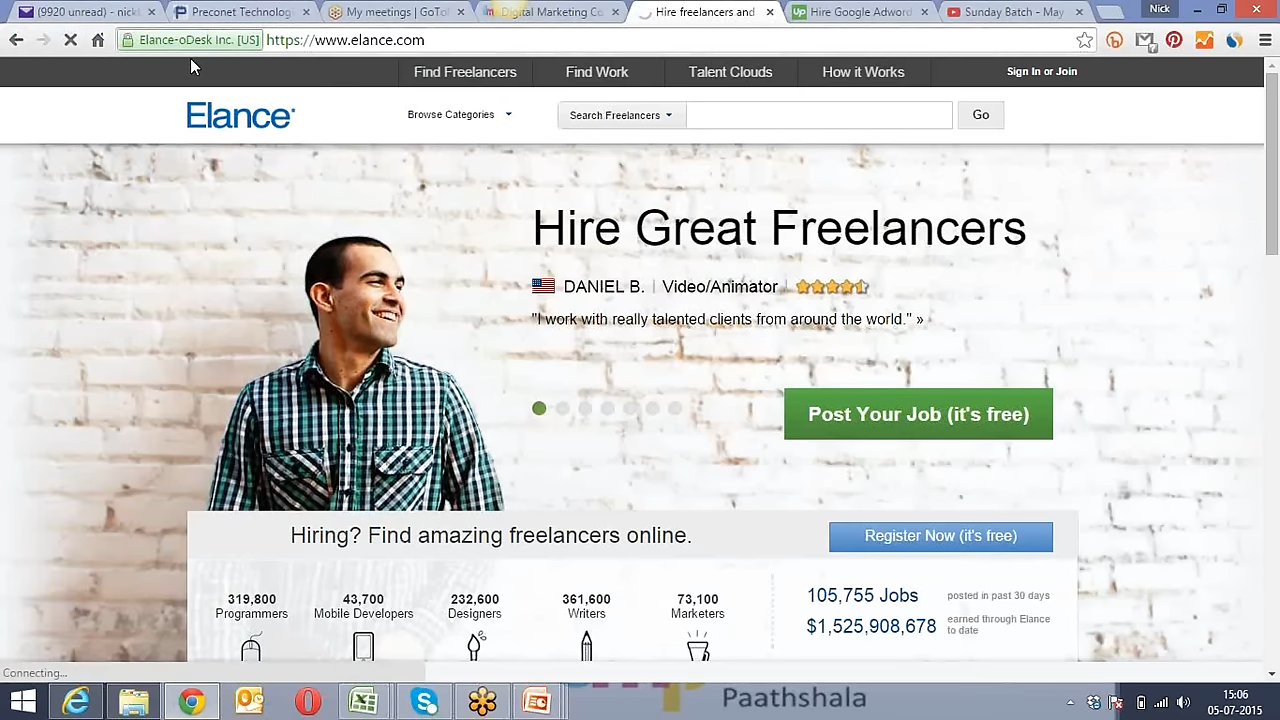 (9920 unread) - nick
Preconet Technolog
My meetings | GoTo
Digital Marketing C
Hire freelancers and
Hire Google Adword
Sunday Batch - May
Nick
Elance-oDesk Inc. [US]
https://www.elance.com
Find Freelancers
Find Work
Talent Clouds
How it Works
Sign In or Join
Elance
Browse Categories
Search Freelancers
Go
Hire Great Freelancers
DANIEL B. | Video/Animator
"I work with really talented clients from around the world." »
Post Your Job (it's free)
Hiring? Find amazing freelancers online.
Register Now (it's free)
319,800
Programmers
43,700
Mobile Developers
232,600
Designers
361,600
Writers
73,100
Marketers
105,755 Jobs
posted in past 30 days
$1,525,908,678
earned through Elance
to date
Connecting...
Paathshala
15:06
05-07-2015